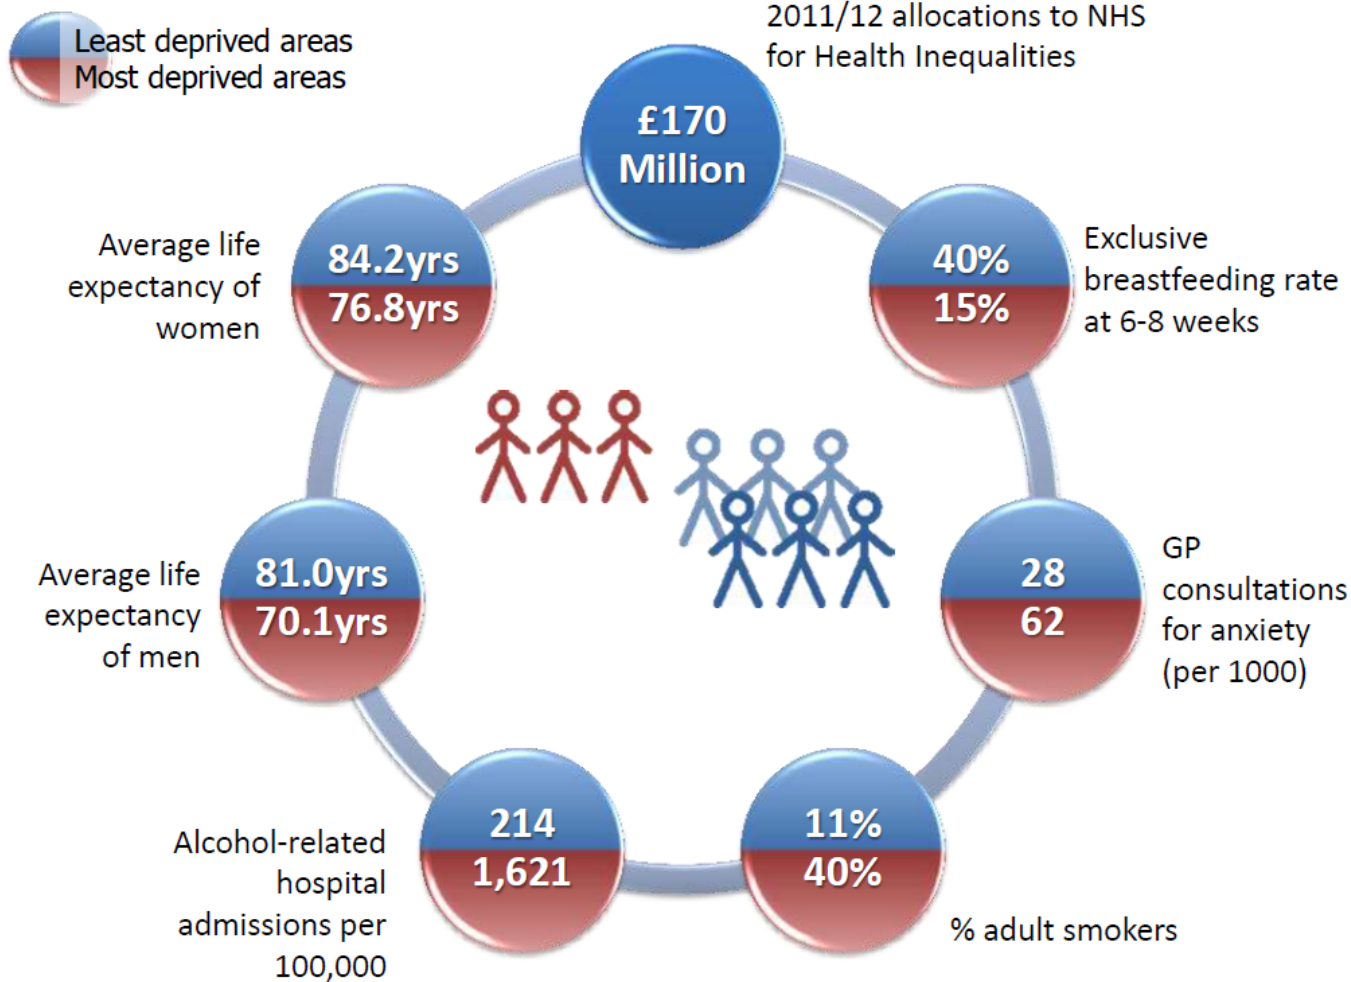 Least deprived areas
Most deprived areas
2011/12 allocations to NHS
for Health Inequalities
£170
Million
Average life
expectancy of
women
84.2yrs
76.8yrs
40%
15%
Exclusive
breastfeeding rate
at 6-8 weeks
Average life
expectancy
of men
81.0yrs
70.1yrs
28
62
GP
consultations
for anxiety
(per 1000)
Alcohol-related
hospital
admissions per
100,000
214
1,621
11%
40%
% adult smokers